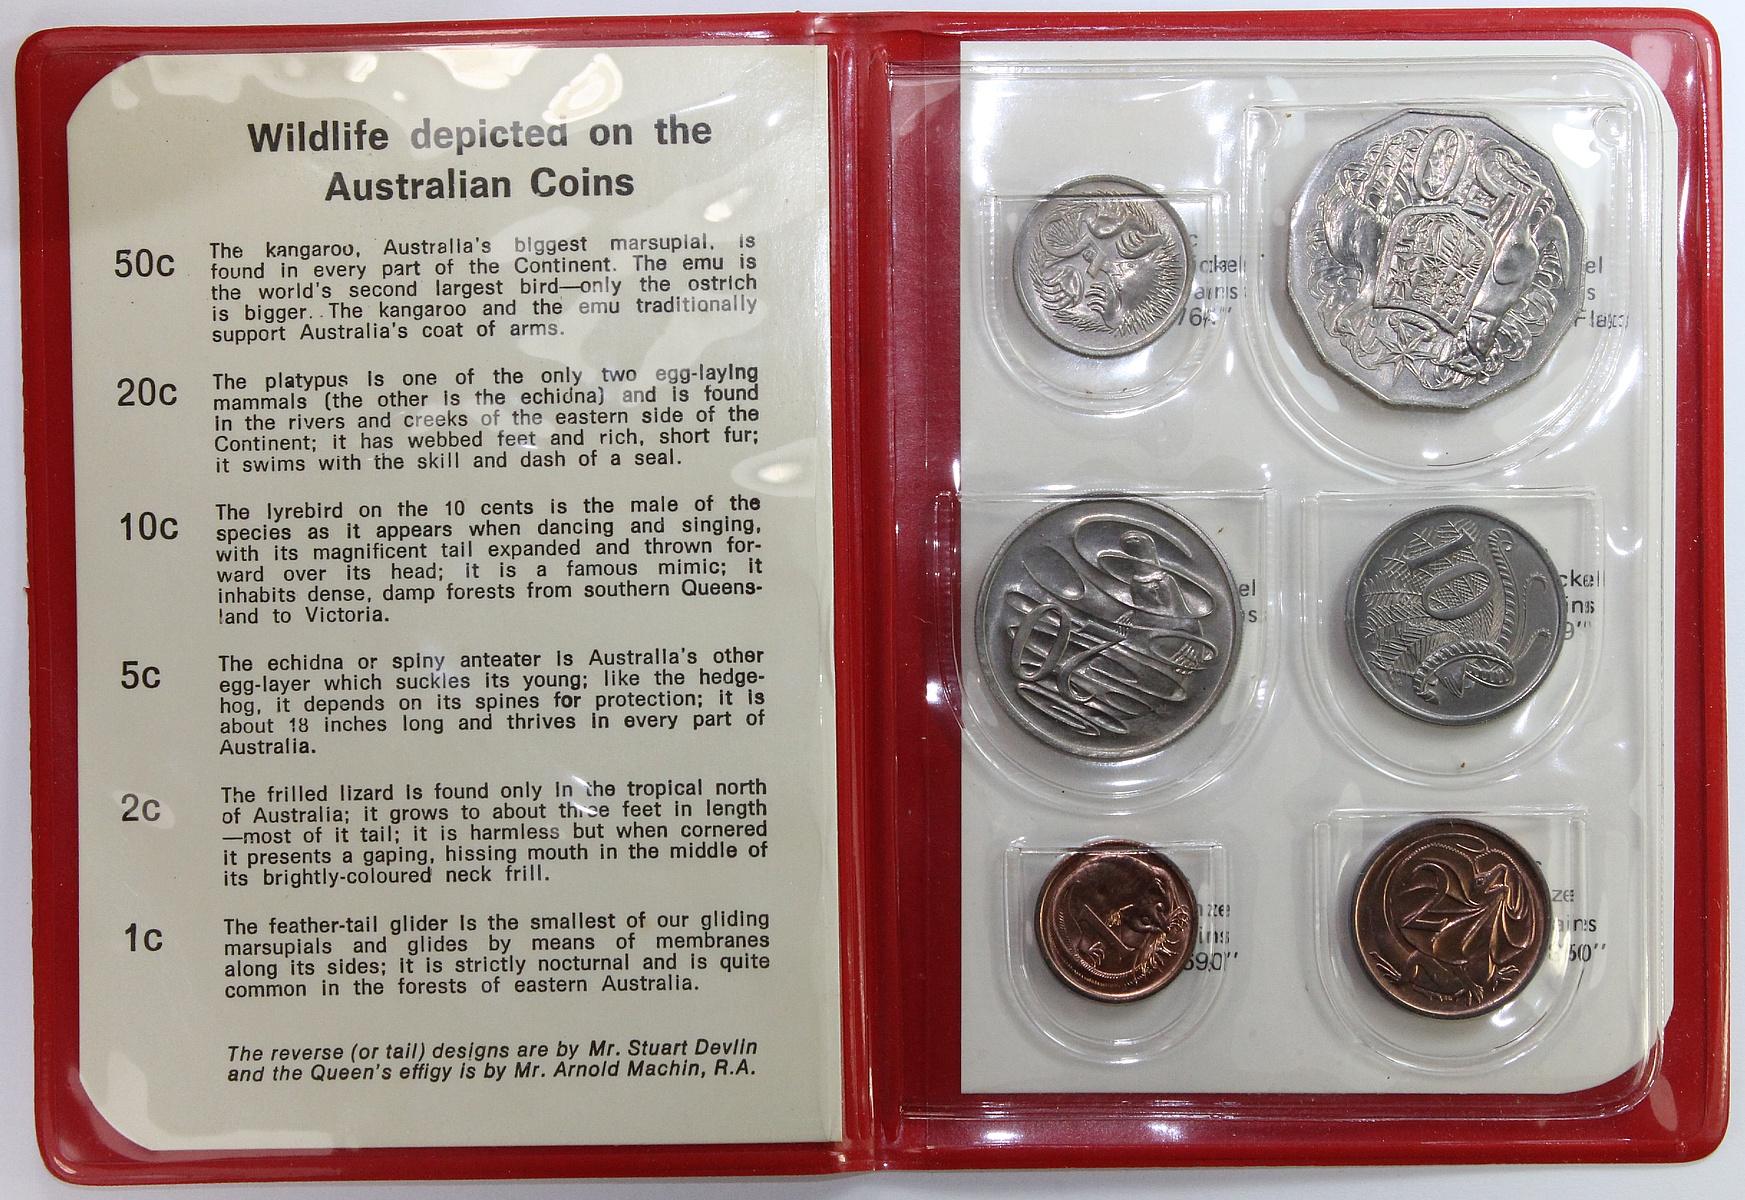 Wildlife depicted on the
Australian Coins
50c
The kangaroo, Australia's biggest marsupial, is
found in every part of the Continent. The emu is
the world's second largest bird—only the ostrich
is bigger. The kangaroo and the emu traditionally
support Australia's coat of arms.
20c
The platypus is one of the only two egg-laying
mammals (the other is the echidna) and is found
in the rivers and creeks of the eastern side of the
Continent; it has webbed feet and rich, short fur;
it swims with the skill and dash of a seal.
10c
The lyrebird on the 10 cents is the male of the
species as it appears when dancing and singing,
with its magnificent tail expanded and thrown for-
ward over its head; it is a famous mimic; it
inhabits dense, damp forests from southern Queens-
land to Victoria.
5c
The echidna or spiny anteater is Australia's other
egg-layer which suckles its young; like the hedge-
hog, it depends on its spines for protection; it is
about 18 inches long and thrives in every part of
Australia.
2c
The frilled lizard is found only in the tropical north
of Australia; it grows to about three feet in length
—most of it tail; it is harmless but when cornered
it presents a gaping, hissing mouth in the middle of
its brightly-coloured neck frill.
1c
The feather-tail glider is the smallest of our gliding
marsupials and glides by means of membranes
along its sides; it is strictly nocturnal and is quite
common in the forests of eastern Australia.
The reverse (or tail) designs are by Mr. Stuart Devlin
and the Queen's effigy is by Mr. Arnold Machin, R.A.
50
20
10
1
2